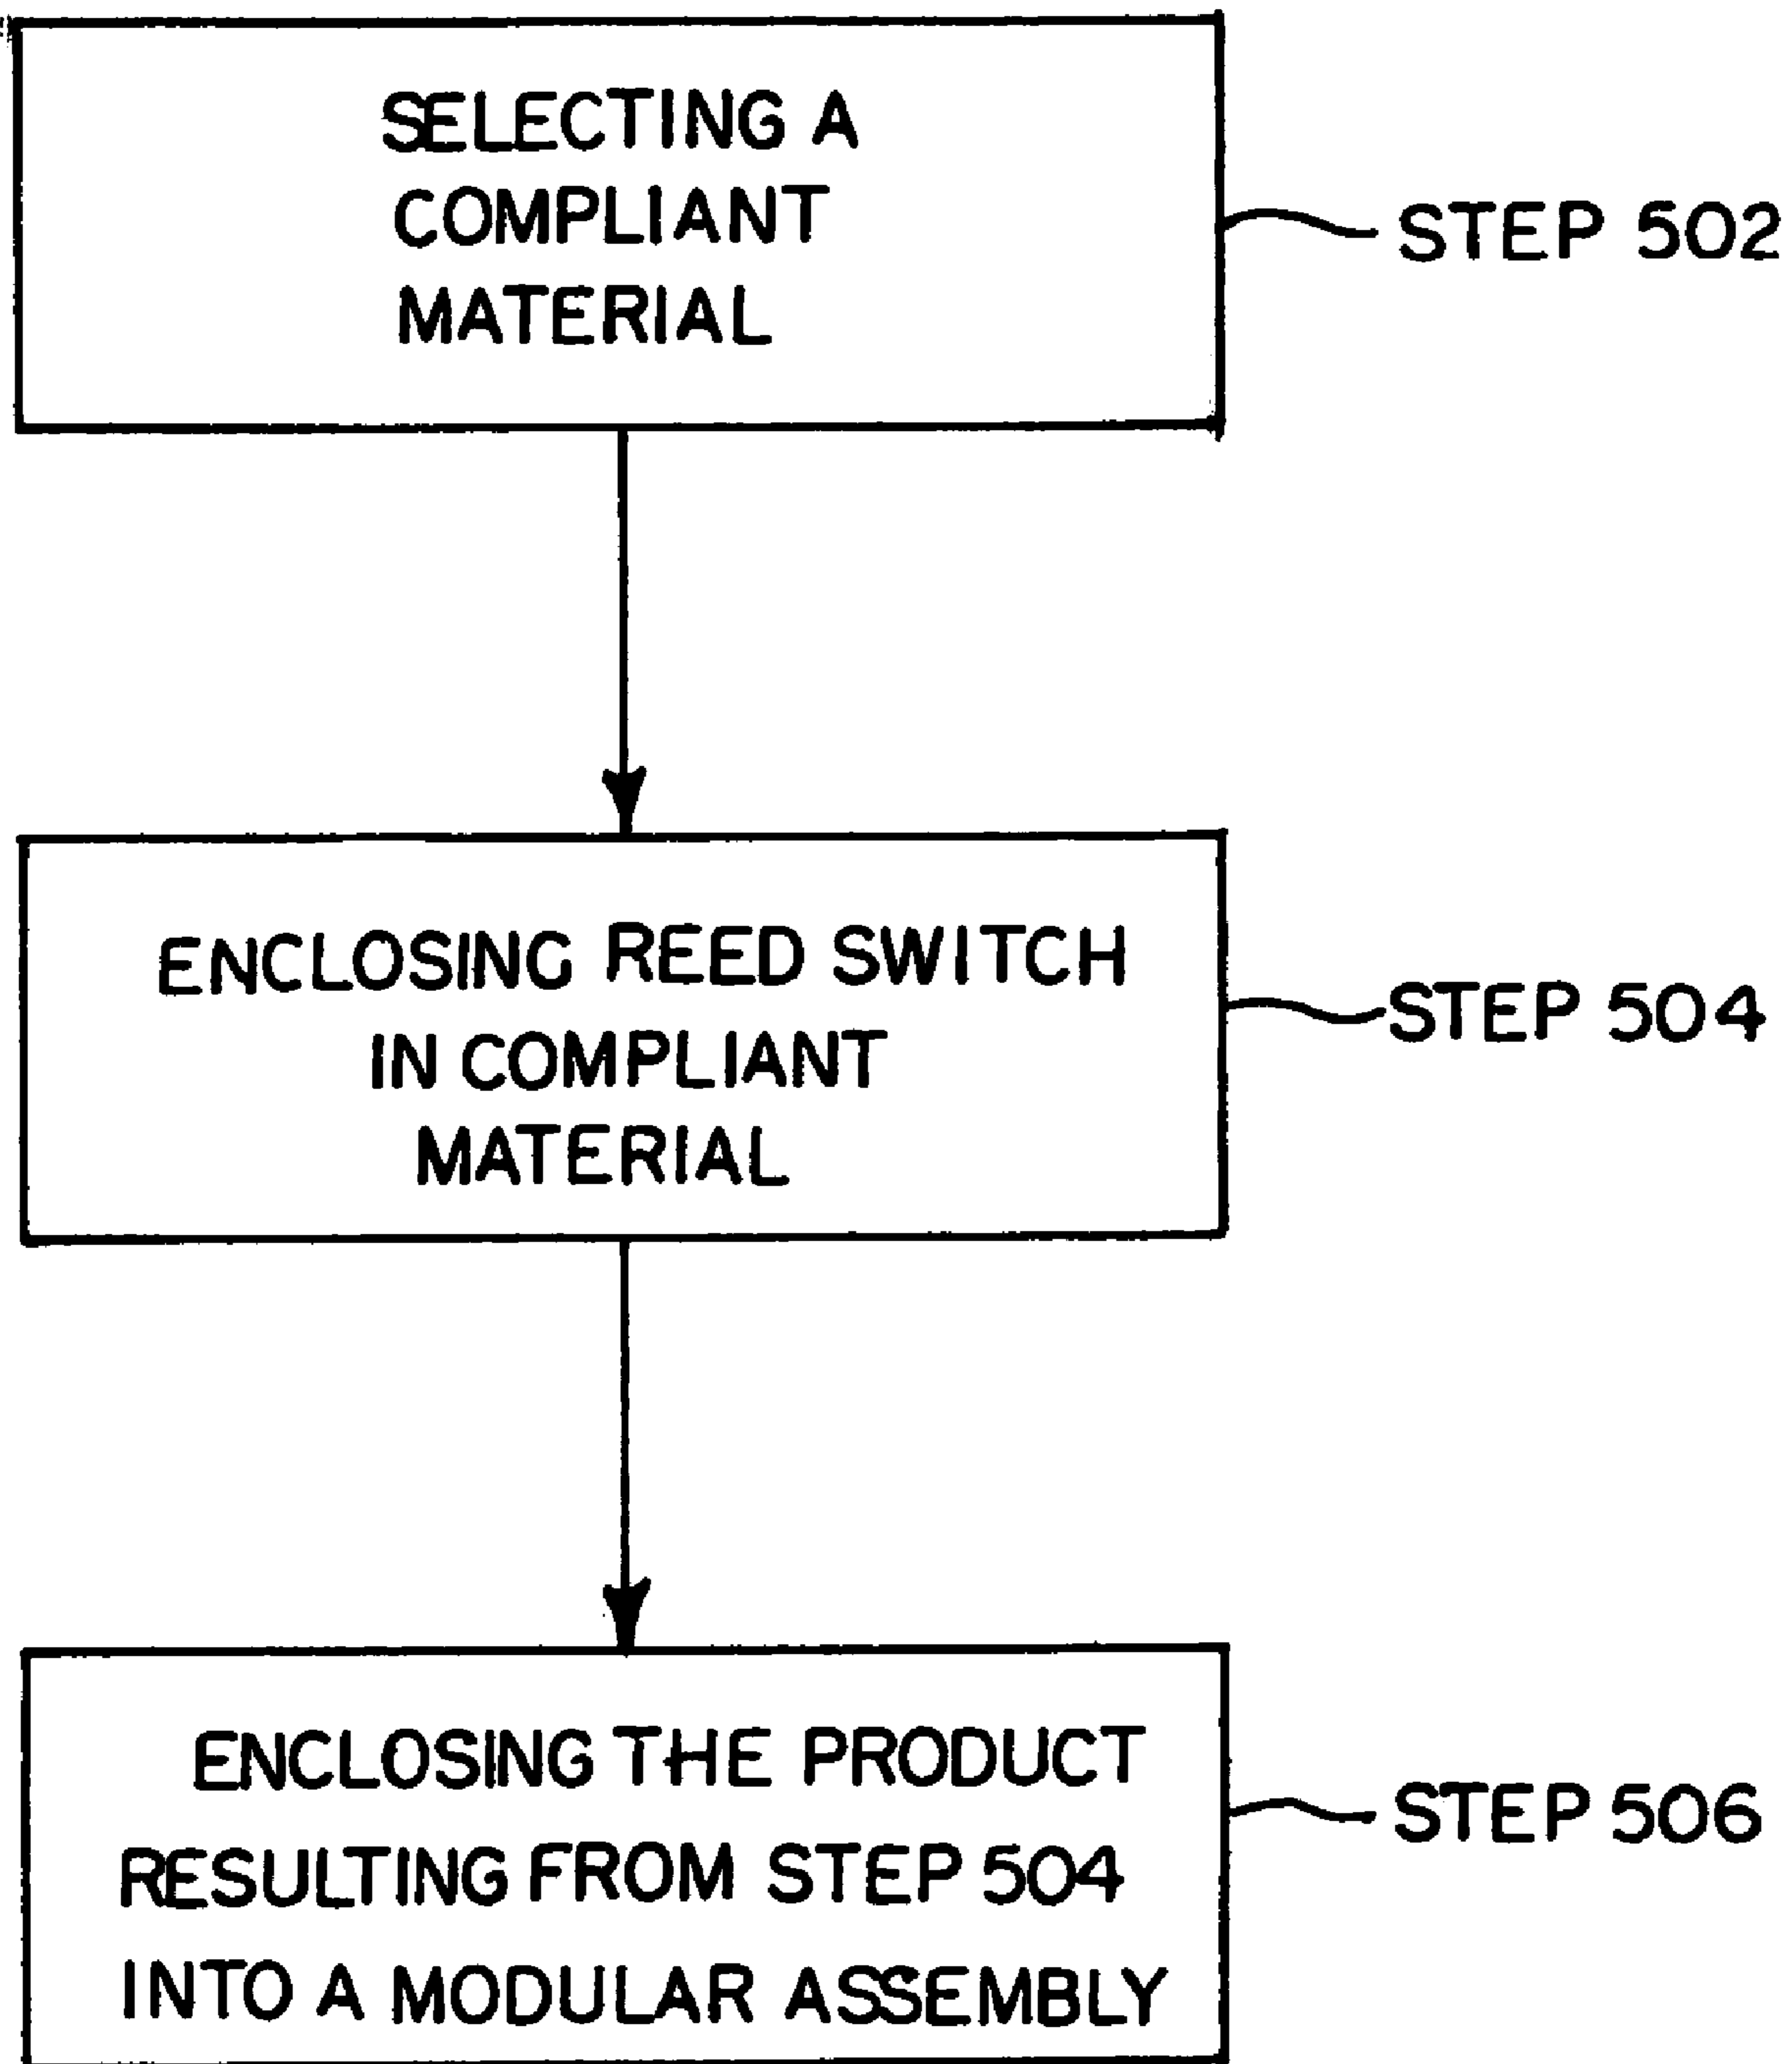 SELECTING A
COMPLIANT
MATERIAL
STEP 502
ENCLOSING REED SWITCH
IN COMPLIANT
MATERIAL
STEP 504
ENCLOSING THE PRODUCT
RESULTING FROM STEP 504
INTO A MODULAR ASSEMBLY
STEP 506